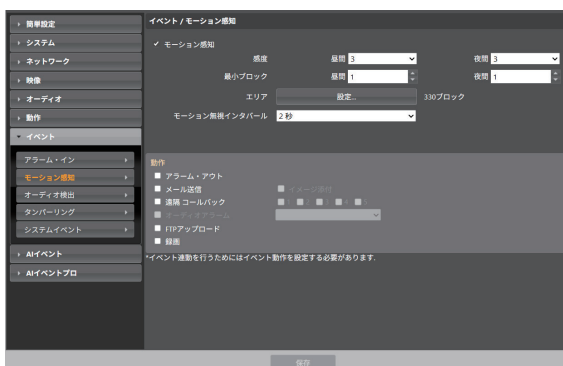 簡単設定
システム
ネットワーク
映像
オーディオ
動作
イベント
アラーム・イン
モーション感知
オーディオ検出
タンパーリング
システムイベント
AIイベント
AIイベントプロ
イベント / モーション感知
モーション感知
感度 昼間 3 夜間 3
最小ブロック 昼間 1 夜間 1
エリア 設定... 330ブロック
モーション無視インタバール 2 秒
動作
アラーム・アウト
メール送信 イメージ添付
遠隔 コールバック 1 2 3 4 5
オーディオアラーム
FTPアップロード
録画
*イベント連動を行うためにはイベント動作を設定する必要があります.
保存